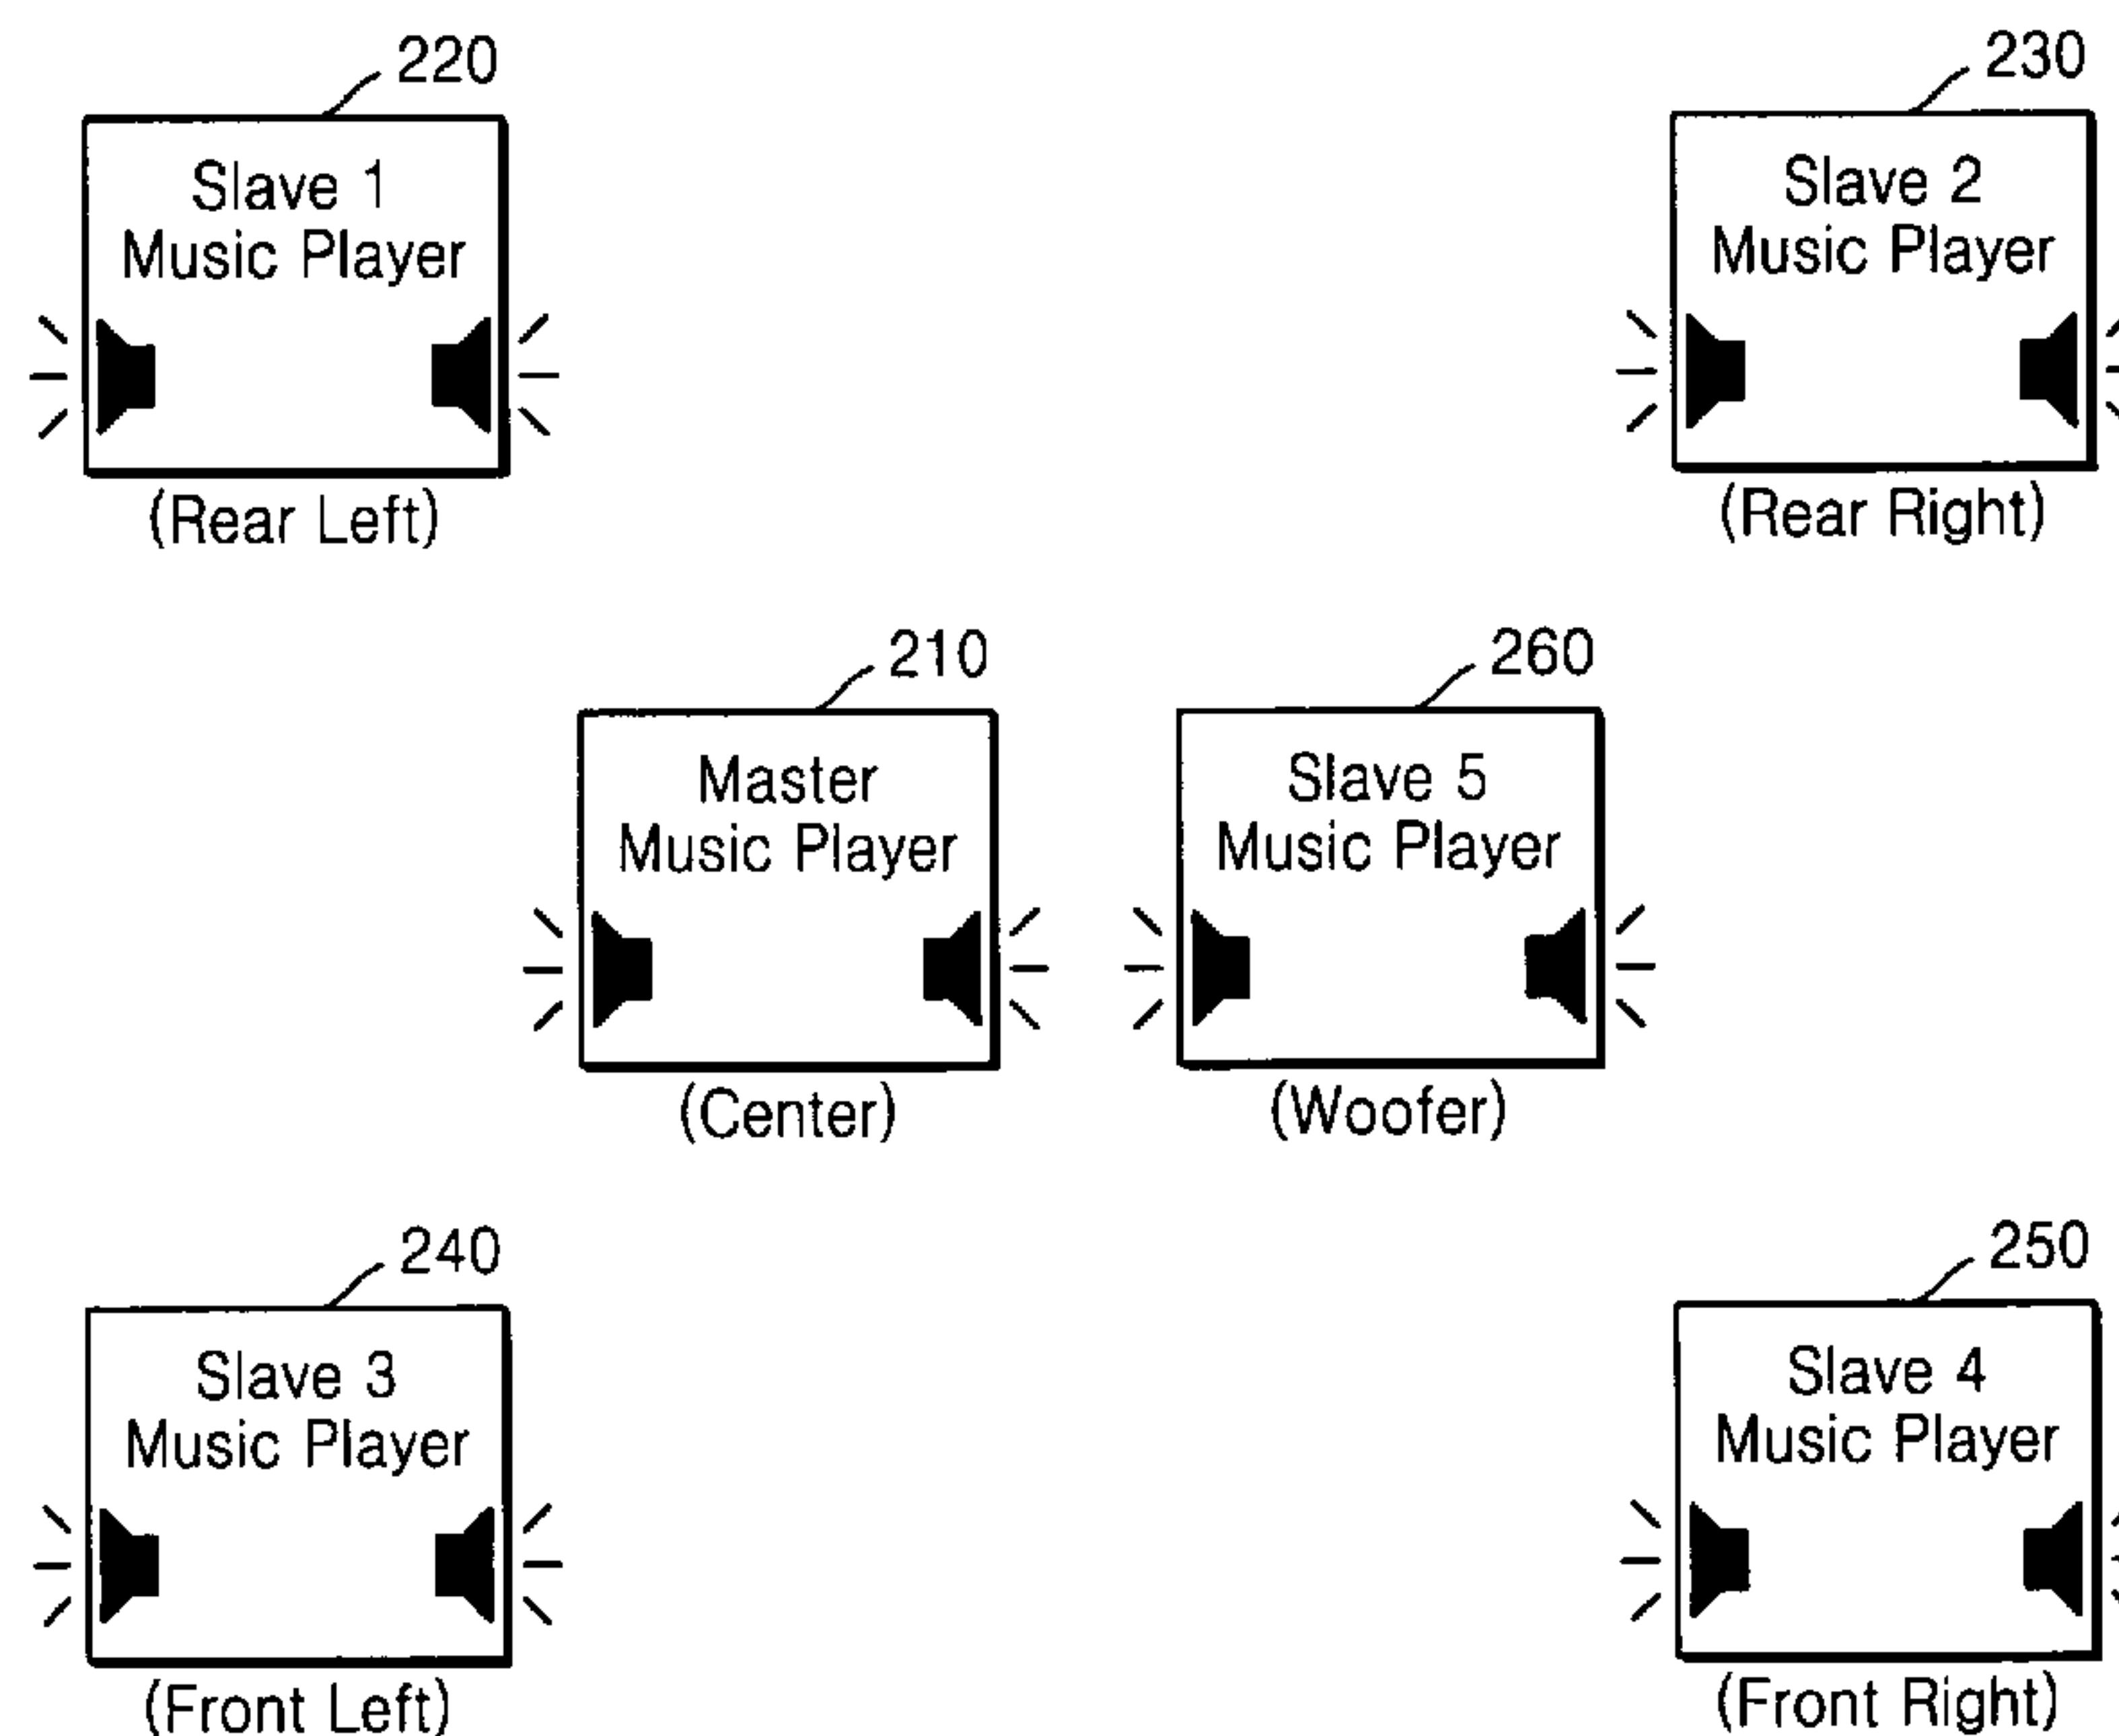 220
Slave 1
Music Player
(Rear Left)
230
Slave 2
Music Player
(Rear Right)
210
Master
Music Player
(Center)
260
Slave 5
Music Player
(Woofer)
240
Slave 3
Music Player
(Front Left)
250
Slave 4
Music Player
(Front Right)